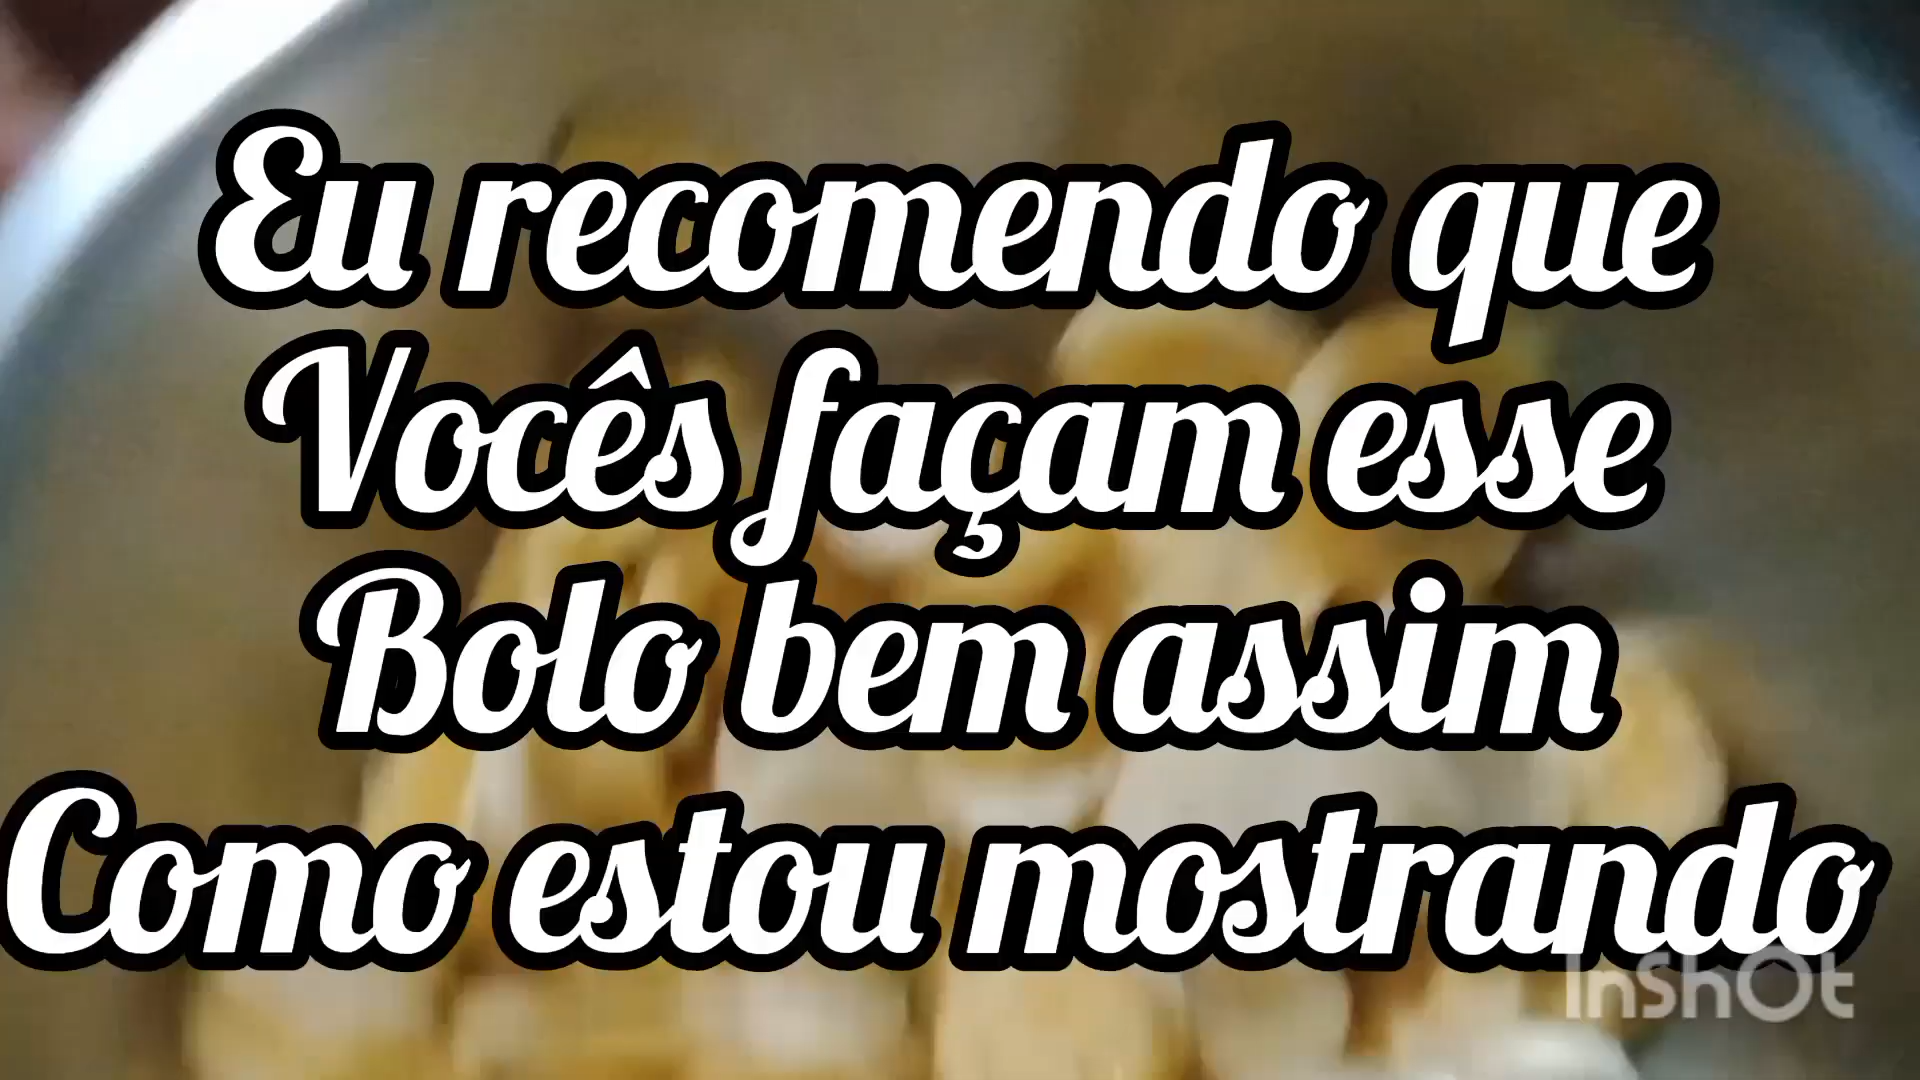 Eu recomendo que
Vocês façam esse
Bolo bem assim
Como estou mostrando
InShOt